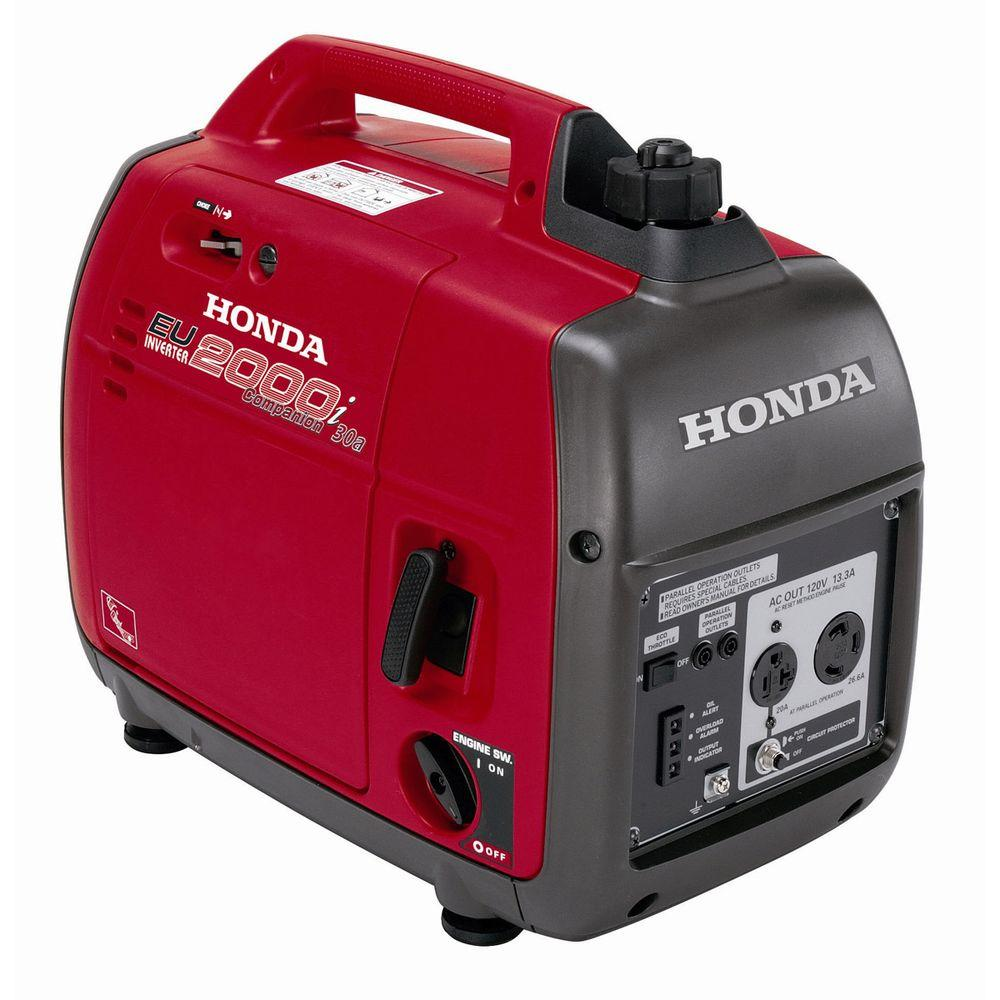 CHOKE
HONDA
EU
INVERTER
2000i
Companion 30a
ENGINE SW.
I ON
O OFF
HONDA
PARALLEL OPERATION OUTLETS
REQUIRES SPECIAL CABLES.
READ OWNER'S MANUAL FOR DETAILS.
ECO
THROTTLE
ON
OFF
PARALLEL
OPERATION
OUTLETS
AC OUT 120V 13.3A
AC RESET METHOD:ENGINE PAUSE
20A
26.6A
AT PARALLEL OPERATION
OIL
ALERT
OVERLOAD
ALARM
OUTPUT
INDICATOR
PUSH
ON
OFF
CIRCUIT PROTECTOR